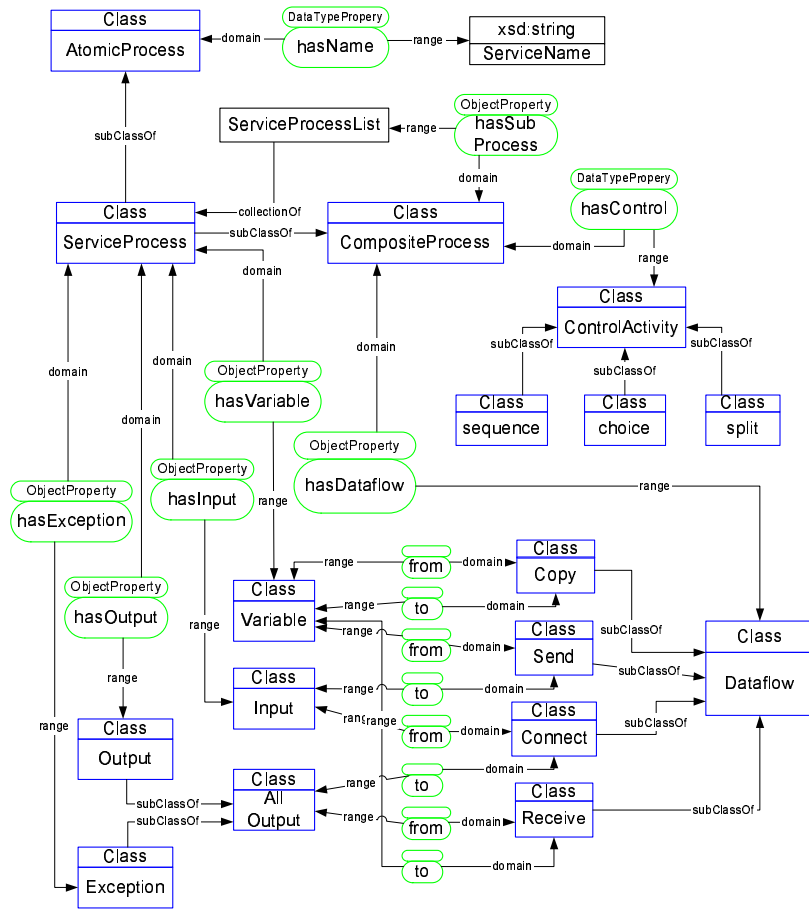 Class
AtomicProcess
domain
DataTypePropery
hasName
range
xsd:string
ServiceName
subClassOf
ServiceProcessList
range
ObjectProperty
hasSub
Process
domain
DataTypePropery
hasControl
Class
ServiceProcess
collectionOf
subClassOf
Class
CompositeProcess
domain
range
domain
Class
ControlActivity
subClassOf
subClassOf
subClassOf
domain
domain
domain
domain
ObjectProperty
hasVariable
Class
sequence
Class
choice
Class
split
ObjectProperty
hasDataflow
range
ObjectProperty
hasInput
ObjectProperty
hasException
range
range
ObjectProperty
hasOutput
range
range
range
Class
Variable
range
from
domain
Class
Copy
range
to
domain
range
from
domain
Class
Send
subClassOf
subClassOf
Class
Dataflow
Class
Input
range
to
domain
range
range
from
domain
Class
Connect
subClassOf
Class
Output
subClassOf
subClassOf
Class
All
Output
range
to
domain
range
from
domain
Class
Receive
subClassOf
to
domain
Class
Exception